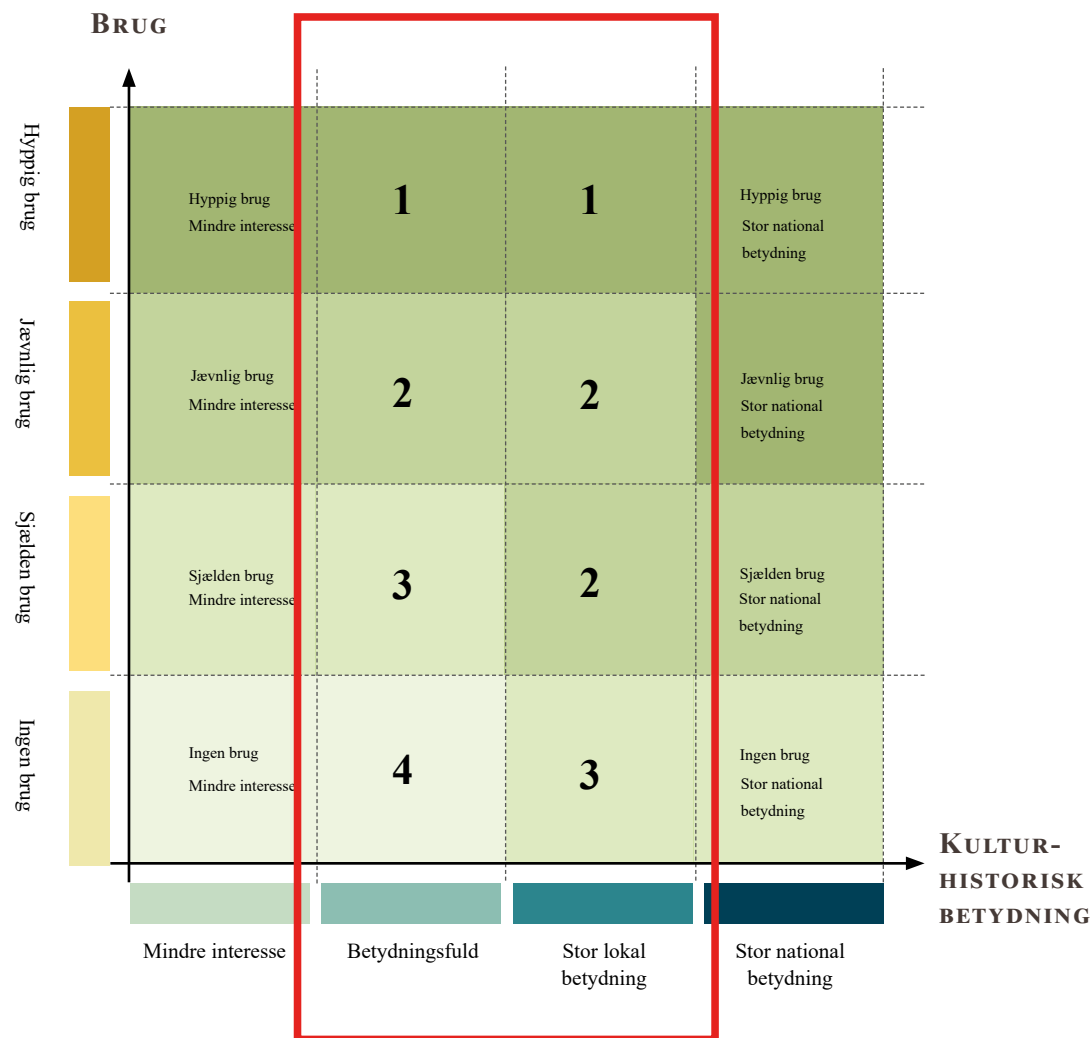 BRUG
Hyppig brug
Hyppig brug
Mindre interesse
1
1
Hyppig brug
Stor national
betydning
Jævnlig brug
Jævnlig brug
Mindre interesse
2
2
Jævnlig brug
Stor national
betydning
Sjælden brug
Sjælden brug
Mindre interesse
3
2
Sjælden brug
Stor national
betydning
Ingen brug
Ingen brug
Mindre interesse
4
3
Ingen brug
Stor national
betydning
KULTUR-
HISTORISK
BETYDNING
Mindre interesse
Betydningsfuld
Stor lokal
betydning
Stor national
betydning